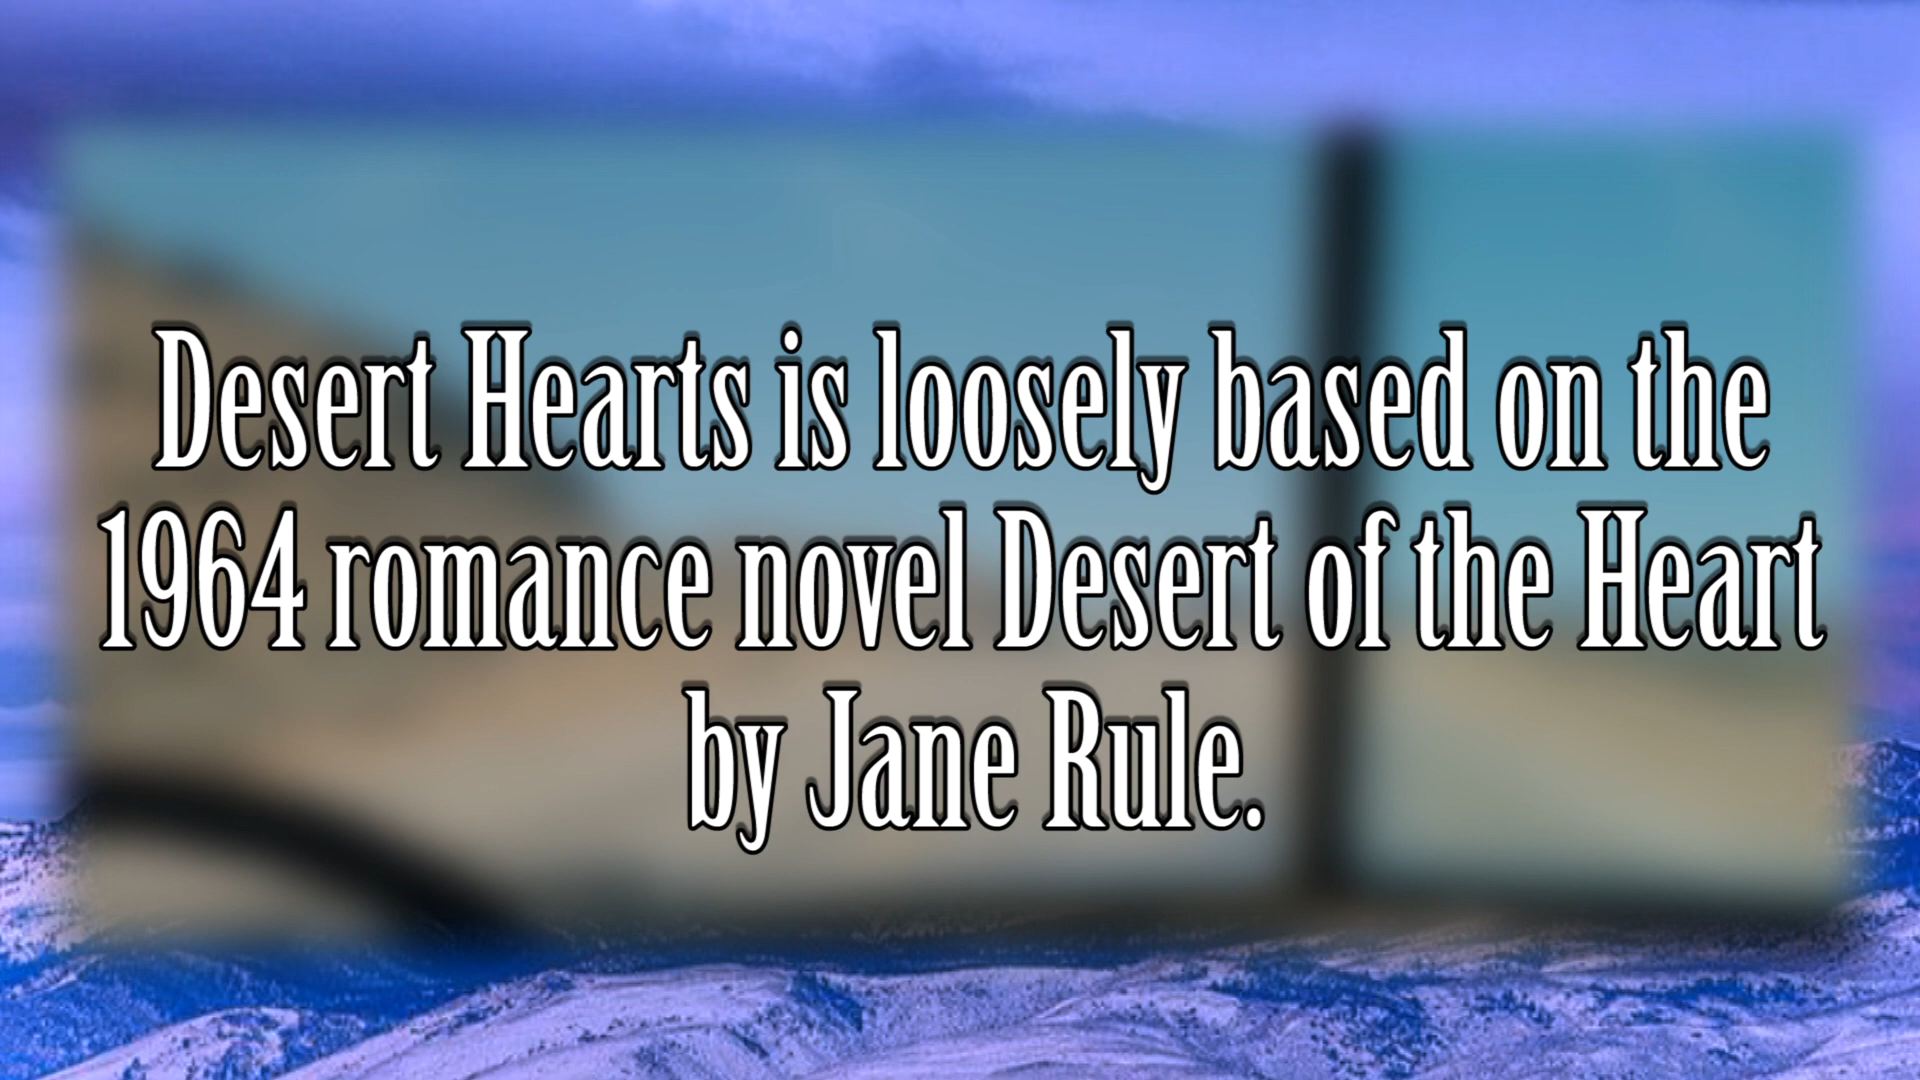 Desert Hearts is loosely based on the
1964 romance novel Desert of the Heart
by Jane Rule.